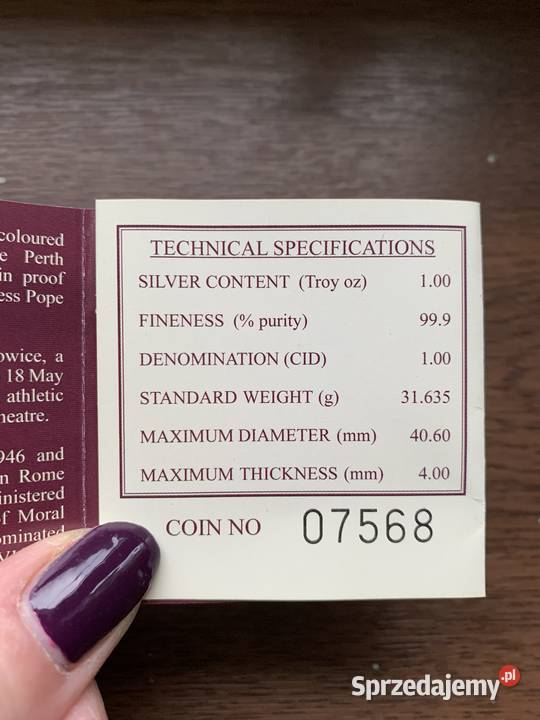 coloured
e Perth
in proof
ess Pope
owice, a
18 May
athletic
heatre.
946 and
n Rome
inistered
f Moral
ominated
TECHNICAL SPECIFICATIONS
SILVER CONTENT (Troy oz) 1.00
FINENESS (% purity) 99.9
DENOMINATION (CID) 1.00
STANDARD WEIGHT (g) 31.635
MAXIMUM DIAMETER (mm) 40.60
MAXIMUM THICKNESS (mm) 4.00
COIN NO 07568
Sprzedajemy.pl